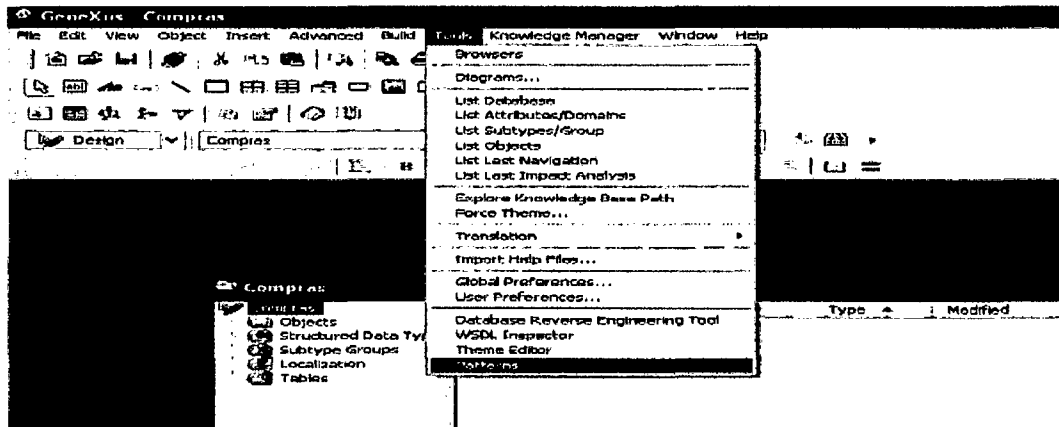 GeneXus Compras
File Edit View Object Insert Advanced Build Tools Knowledge Manager Window Help
Browsers
Diagrams...
List Database
List Attributes/Domains
List Subtypes/Group
Design Compras
List Objects
List Last Navigation
List Last Impact Analysis
Explore Knowledge Base Path
Force Theme...
Translation
Import Help Files...
Global Preferences...
User Preferences...
Database Reverse Engineering Tool
WSDL Inspector
Theme Editor
Patterns
Compras
Compras
Objects
Structured Data Ty
Subtype Groups
Localization
Tables
Type Modified